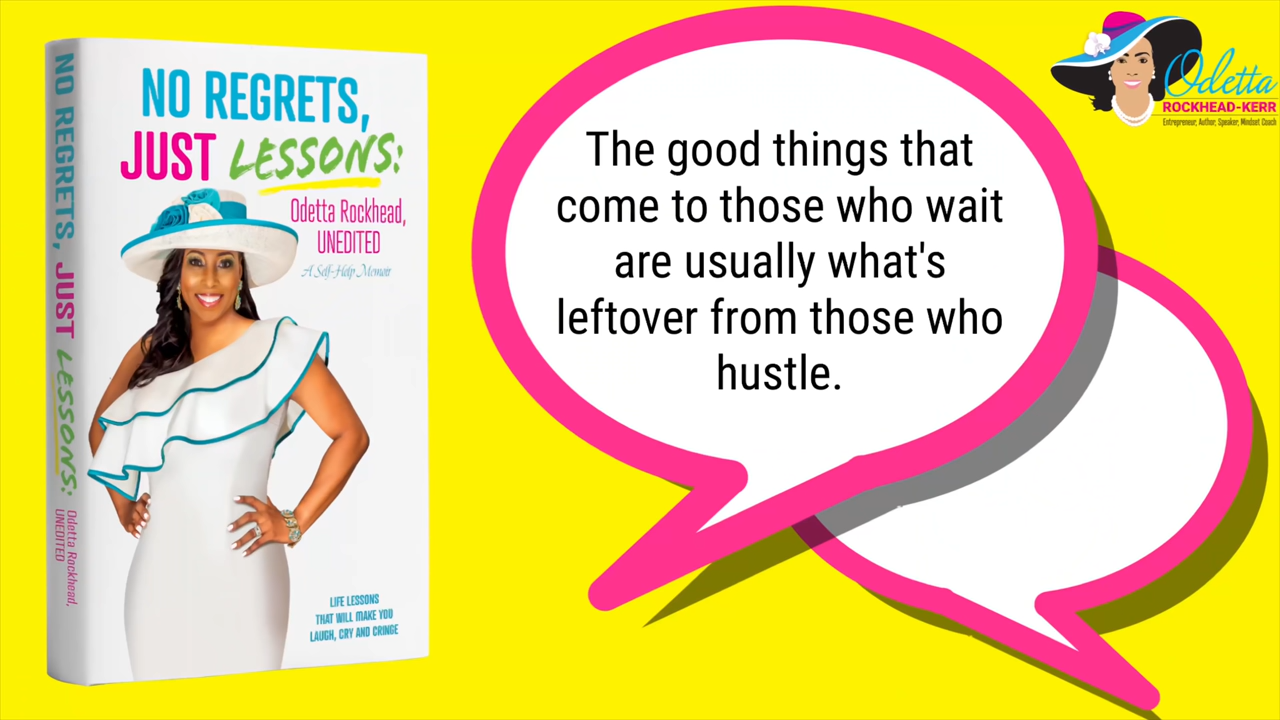 NO REGRETS, JUST LESSONS:
Odetta Rockhead,
UNEDITED
NO REGRETS,
JUST LESSONS:
Odetta Rockhead,
UNEDITED
A Self-Help Memoir
LIFE LESSONS
THAT WILL MAKE YOU
LAUGH, CRY AND CRINGE
The good things that
come to those who wait
are usually what's
leftover from those who
hustle.
Odetta
ROCKHEAD-KERR
Entrepreneur, Author, Speaker, Mindset Coach